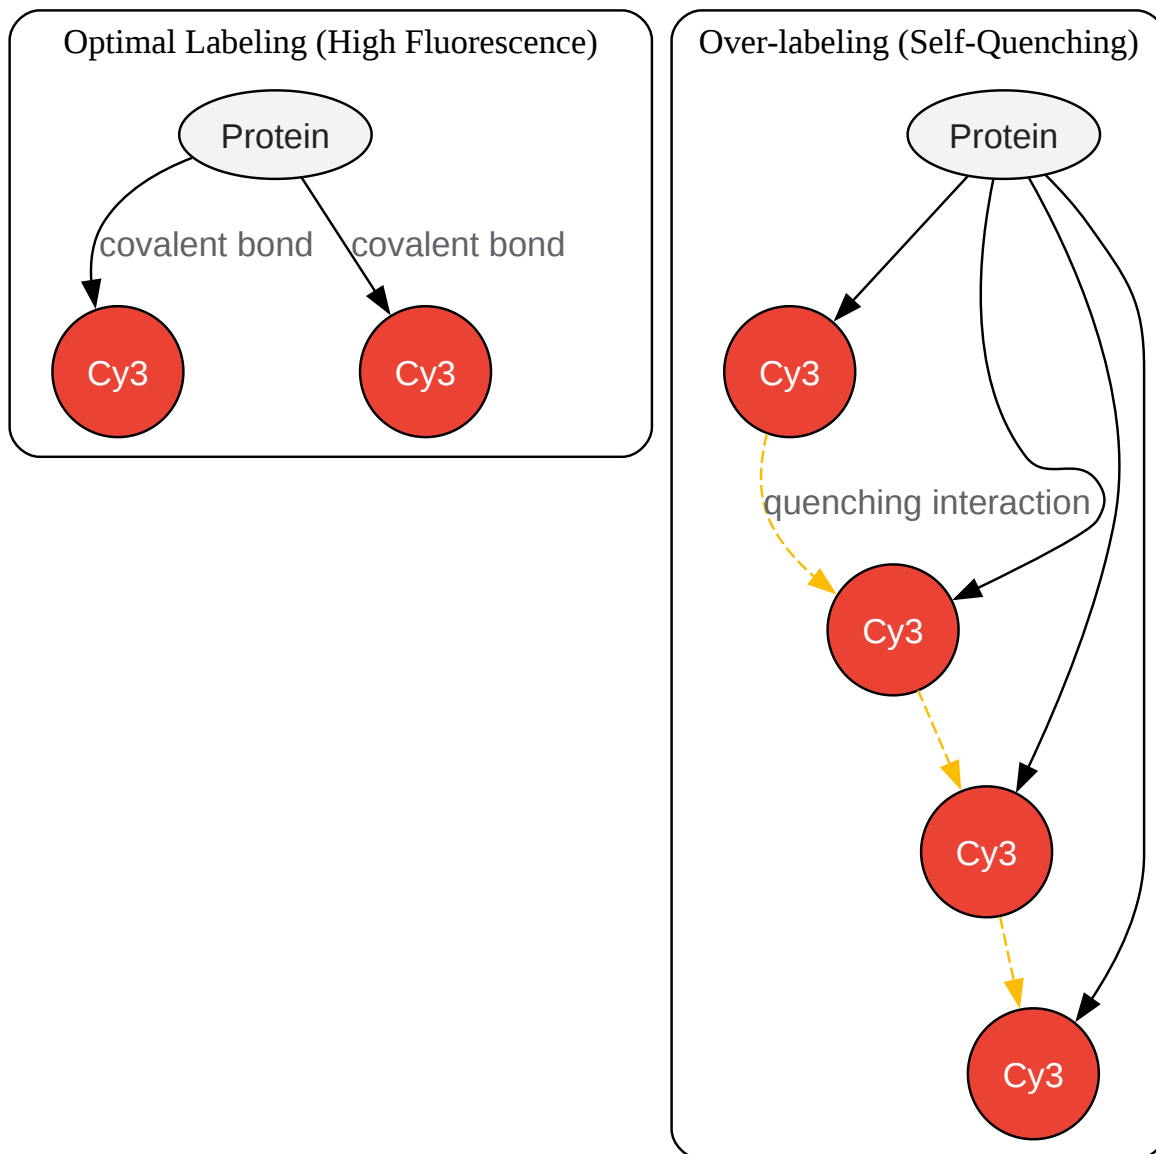 Optimal Labeling (High Fluorescence)
Protein
covalent bond
covalent bond
Cy3
Cy3
Over-labeling (Self-Quenching)
Protein
Cy3
quenching interaction
Cy3
Cy3
Cy3